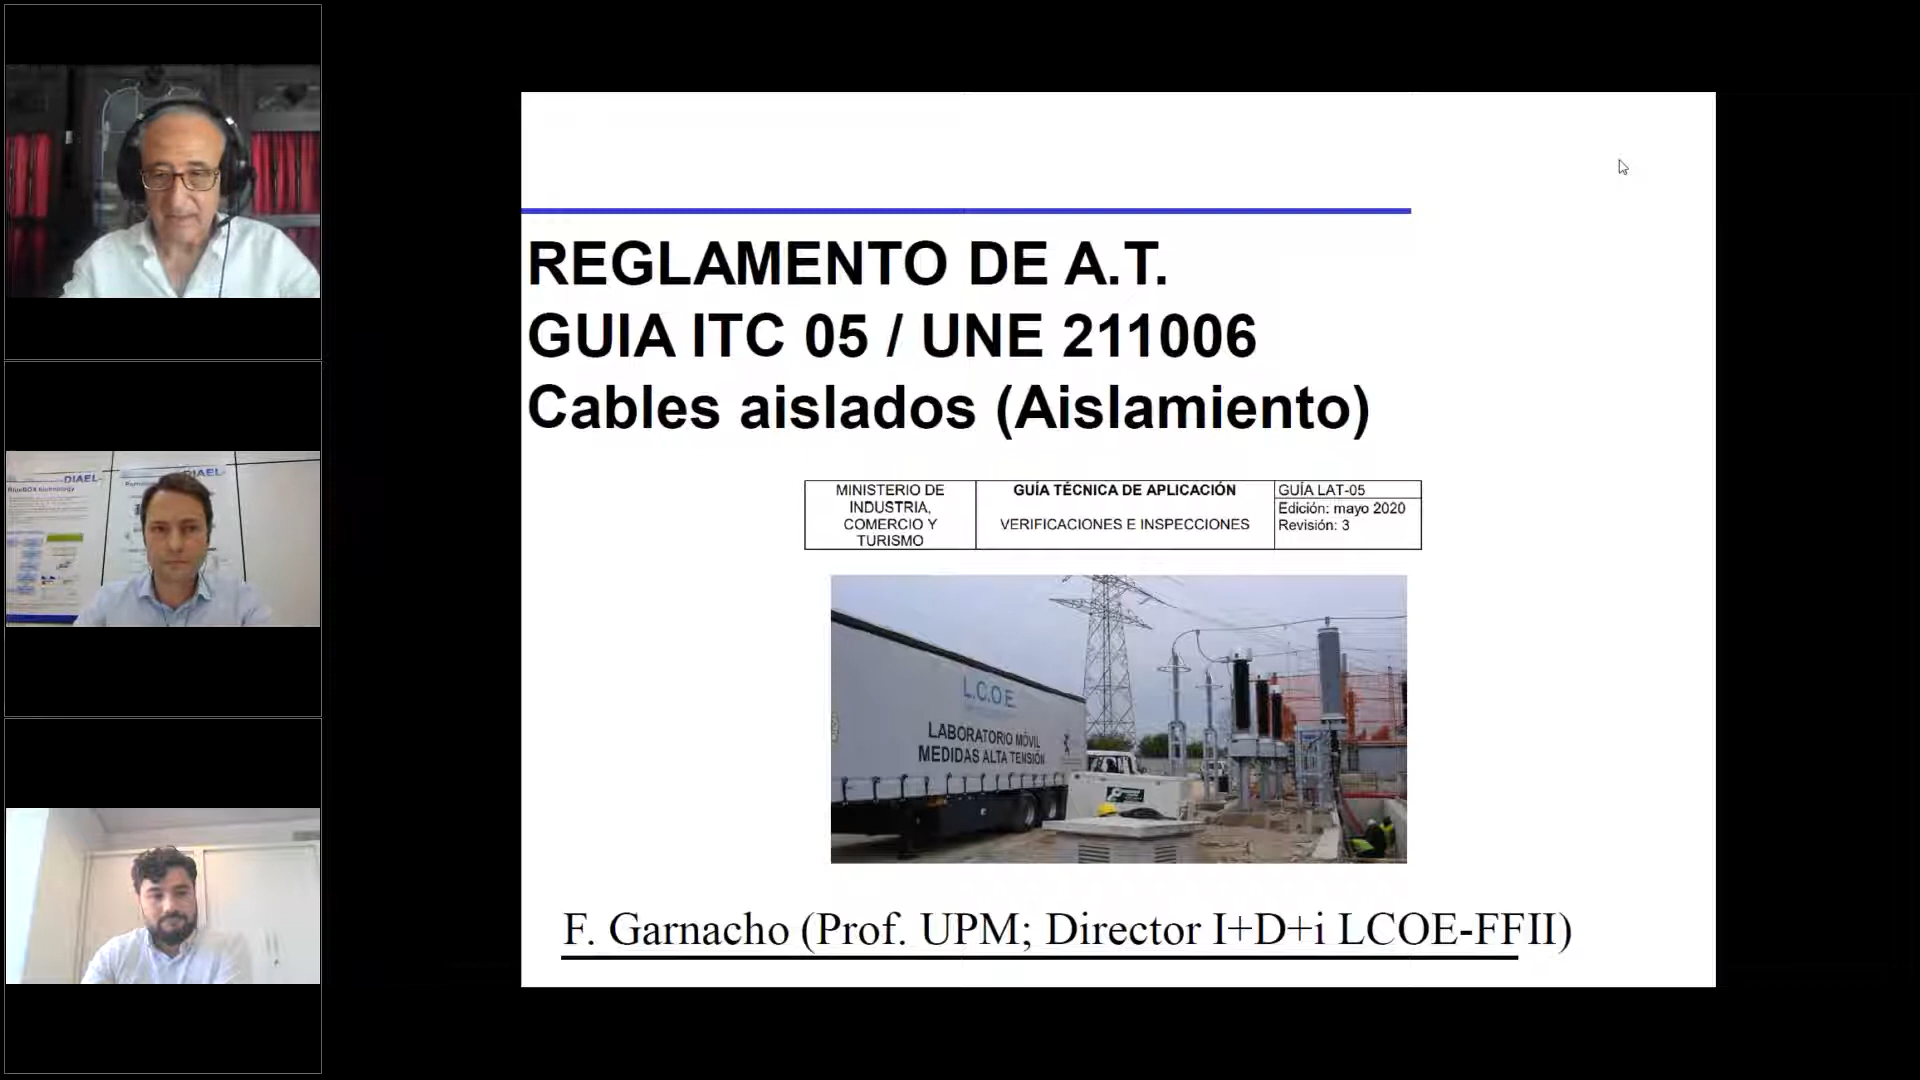 DIAEL
BlueBOX technology
DIAEL
REGLAMENTO DE A.T.
GUIA ITC 05 / UNE 211006
Cables aislados (Aislamiento)
MINISTERIO DE
INDUSTRIA,
COMERCIO Y
TURISMO
GUÍA TÉCNICA DE APLICACIÓN
VERIFICACIONES E INSPECCIONES
GUÍA LAT-05
Edición: mayo 2020
Revisión: 3
L.C.O.E.
LABORATORIO MÓVIL
MEDIDAS ALTA TENSIÓN
F. Garnacho (Prof. UPM; Director I+D+i LCOE-FFII)